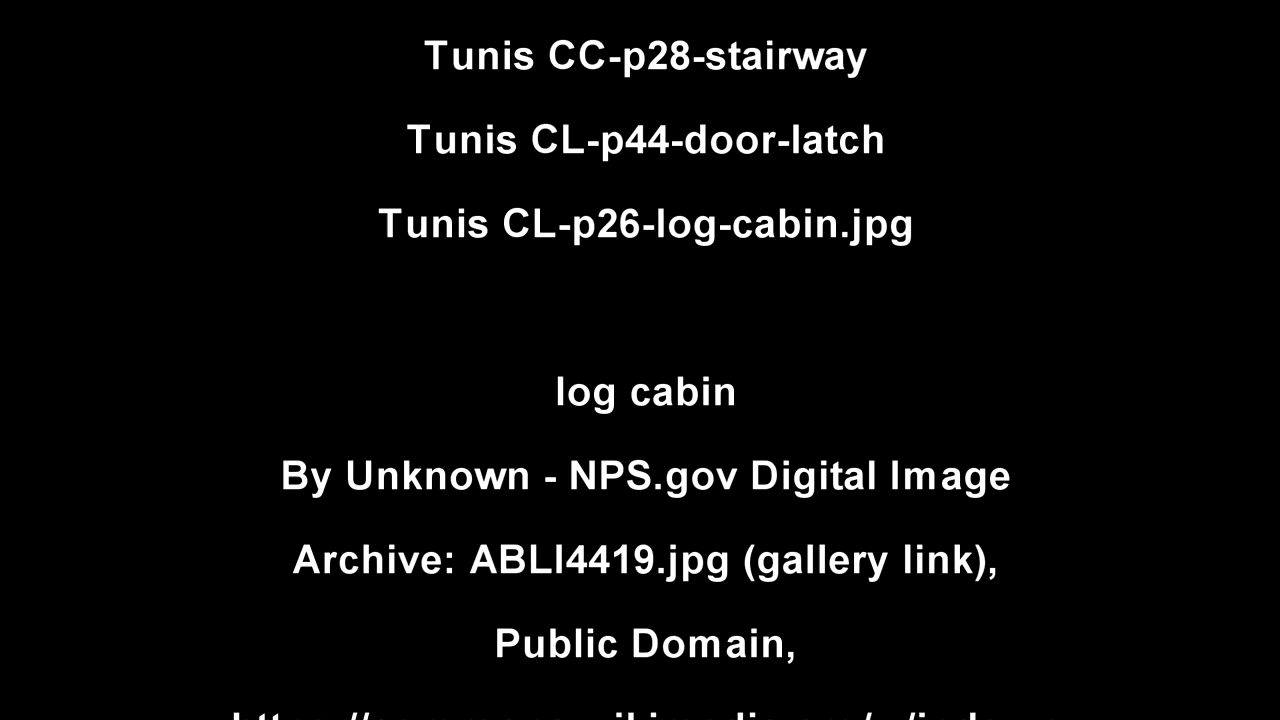 Tunis CC-p28-stairway
Tunis CL-p44-door-latch
Tunis CL-p26-log-cabin.jpg
log cabin
By Unknown - NPS.gov Digital Image
Archive: ABLI4419.jpg (gallery link),
Public Domain,